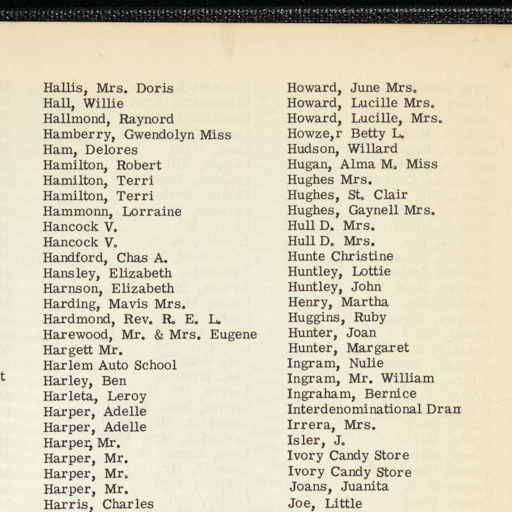 Hallis, Mrs. Doris
Hall, Willie
Hallmond, Raynord
Hamberry, Gwendolyn Miss
Ham, Delores
Hamilton, Robert
Hamilton, Terri
Hamilton, Terri
Hammonn, Lorraine
Hancock V.
Hancock V.
Handford, Chas A.
Hansley, Elizabeth
Harnson, Elizabeth
Harding, Mavis Mrs.
Hardmond, Rev. R. E. L.
Harewood, Mr. & Mrs. Eugene
Hargett Mr.
Harlem Auto School
Harley, Ben
Harleta, Leroy
Harper, Adelle
Harper, Adelle
Harper, Mr.
Harper, Mr.
Harper, Mr.
Harper, Mr.
Harris, Charles
Howard, June Mrs.
Howard, Lucille Mrs.
Howard, Lucille, Mrs.
Howze,r Betty L.
Hudson, Willard
Hugan, Alma M. Miss
Hughes Mrs.
Hughes, St. Clair
Hughes, Gaynell Mrs.
Hull D. Mrs.
Hull D. Mrs.
Hunte Christine
Huntley, Lottie
Huntley, John
Henry, Martha
Huggins, Ruby
Hunter, Joan
Hunter, Margaret
Ingram, Nulie
Ingram, Mr. William
Ingraham, Bernice
Interdenominational
Irrera, Mrs.
Isler, J.
Ivory Candy Store
Ivory Candy Store
Joans, Juanita
Joe, Little